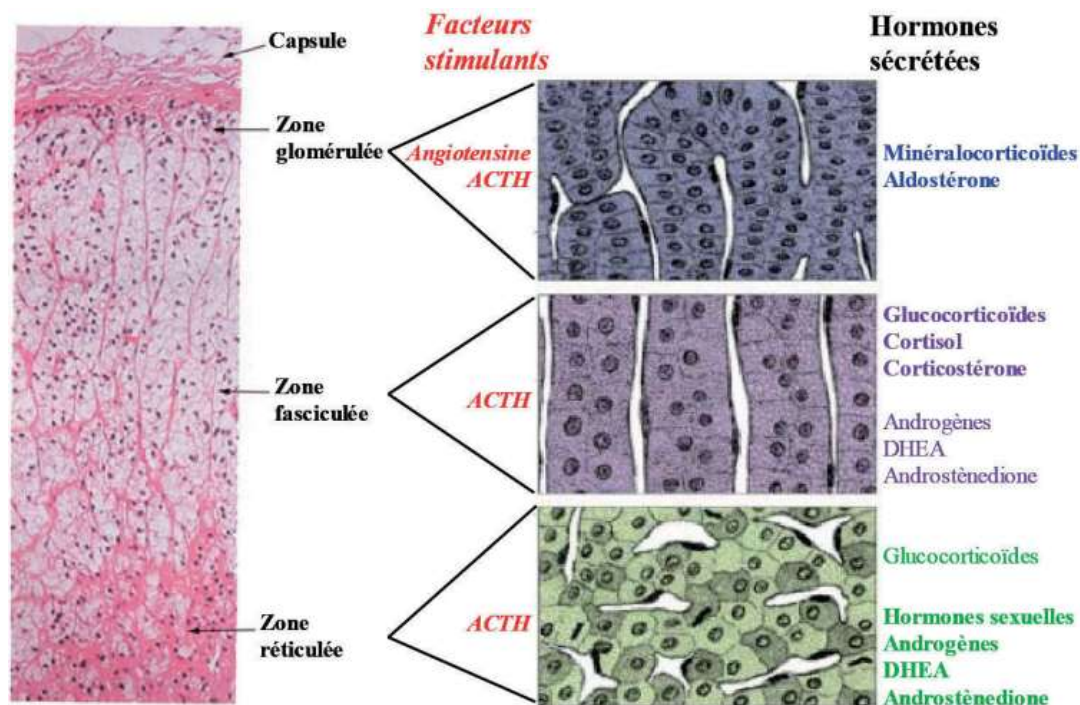 Facteurs
stimulants
Hormones
sécrétées
Capsule
Zone
glomérulée
Angiotensine
ACTH
Minéralocorticoïdes
Aldostérone
Zone
fasciculée
ACTH
Glucocorticoïdes
Cortisol
Corticostérone
Androgènes
DHEA
Androstènedione
Zone
réticulée
ACTH
Glucocorticoïdes
Hormones sexuelles
Androgènes
DHEA
Androstènedione